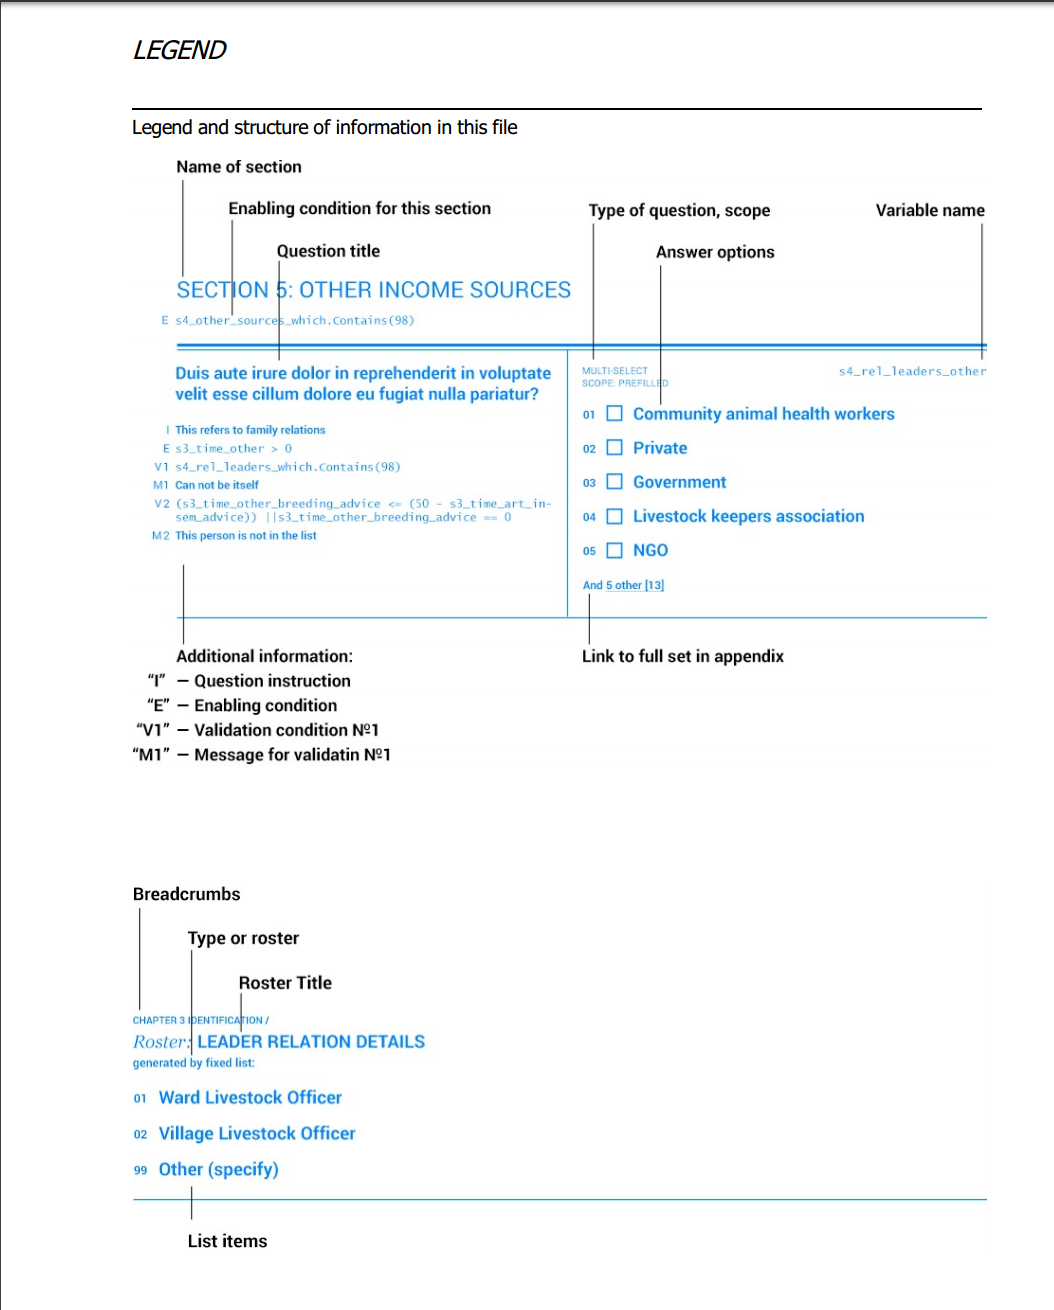 LEGEND
Legend and structure of information in this file
Name of section
Enabling condition for this section
Type of question, scope
Variable name
Question title
Answer options
SECTION 5: OTHER INCOME SOURCES
E s4_other_sources_which.Contains(98)
Duis aute irure dolor in reprehenderit in voluptate
velit esse cillum dolore eu fugiat nulla pariatur?
I This refers to family relations
E s3_time_other > 0
V1 s4_rel_leaders_which.Contains(98)
M1 Can not be itself
V2 (s3_time_other_breeding_advice <= (50 - s3_time_art_in-
sem_advice)) ||s3_time_other_breeding_advice == 0
M2 This person is not in the list
MULTI-SELECT
SCOPE: PREFILLED
s4_rel_leaders_other
01 Community animal health workers
02 Private
03 Government
04 Livestock keepers association
05 NGO
And 5 other [13]
Additional information:
"I" – Question instruction
"E" – Enabling condition
"V1" – Validation condition №1
"M1" – Message for validatin №1
Link to full set in appendix
Breadcrumbs
Type or roster
Roster Title
CHAPTER 3 IDENTIFICATION /
Roster: LEADER RELATION DETAILS
generated by fixed list:
01 Ward Livestock Officer
02 Village Livestock Officer
99 Other (specify)
List items